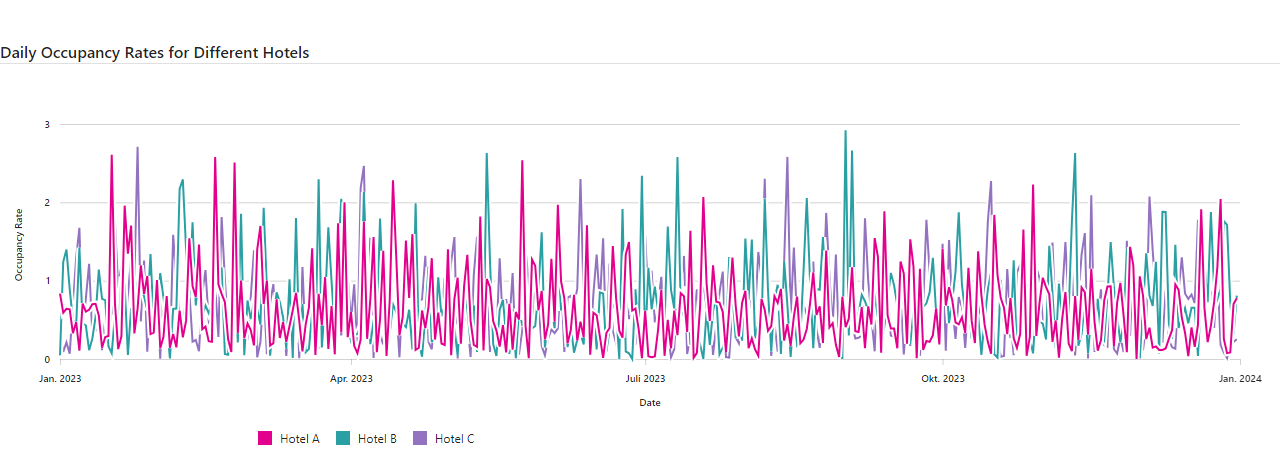 Daily Occupancy Rates for Different Hotels
3
2
1
0
Occupancy Rate
Jan. 2023 Apr. 2023 Juli 2023 Okt. 2023 Jan. 2024
Date
Hotel A Hotel B Hotel C